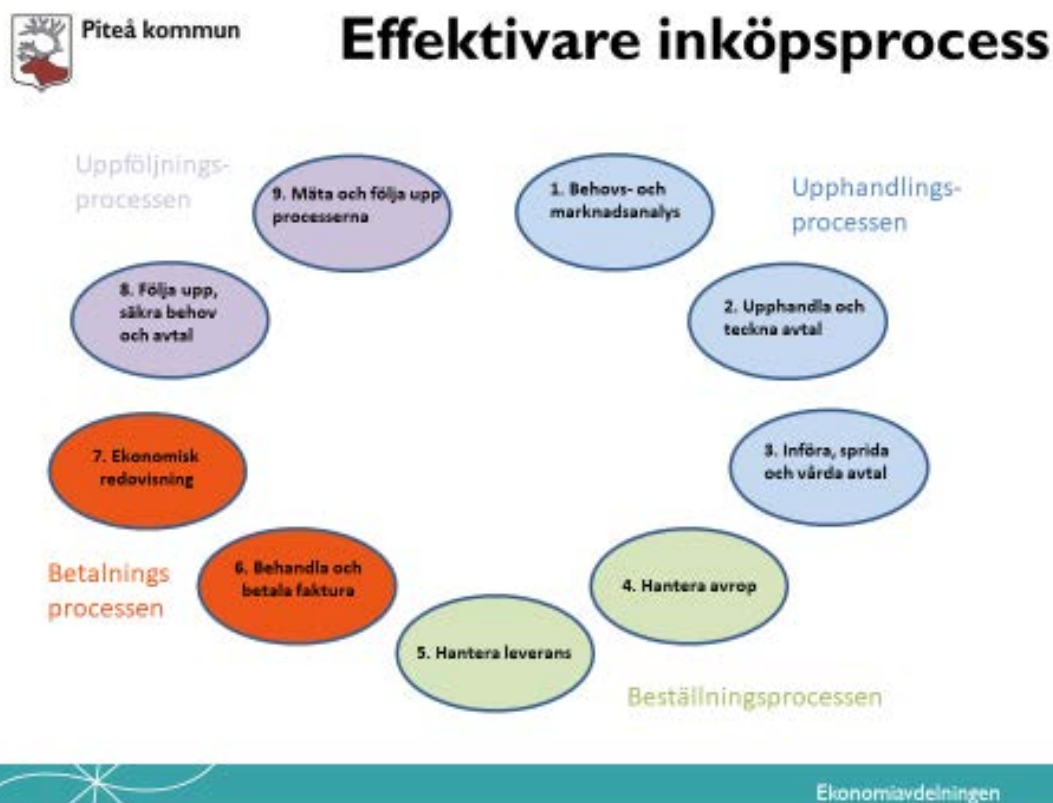 Piteå kommun
Effektivare inköpsprocess
Uppföljnings-
processen
9. Mäta och följa upp
processerna
1. Behovs- och
marknadsanalys
Upphandlings-
processen
8. Följa upp,
säkra behov
och avtal
2. Upphandla och
teckna avtal
7. Ekonomisk
redovisning
3. Införa, sprida
och vårda avtal
Betalnings
processen
6. Behandla och
betala faktura
4. Hantera avrop
5. Hantera leverans
Beställningsprocessen
Ekonomiavdelningen